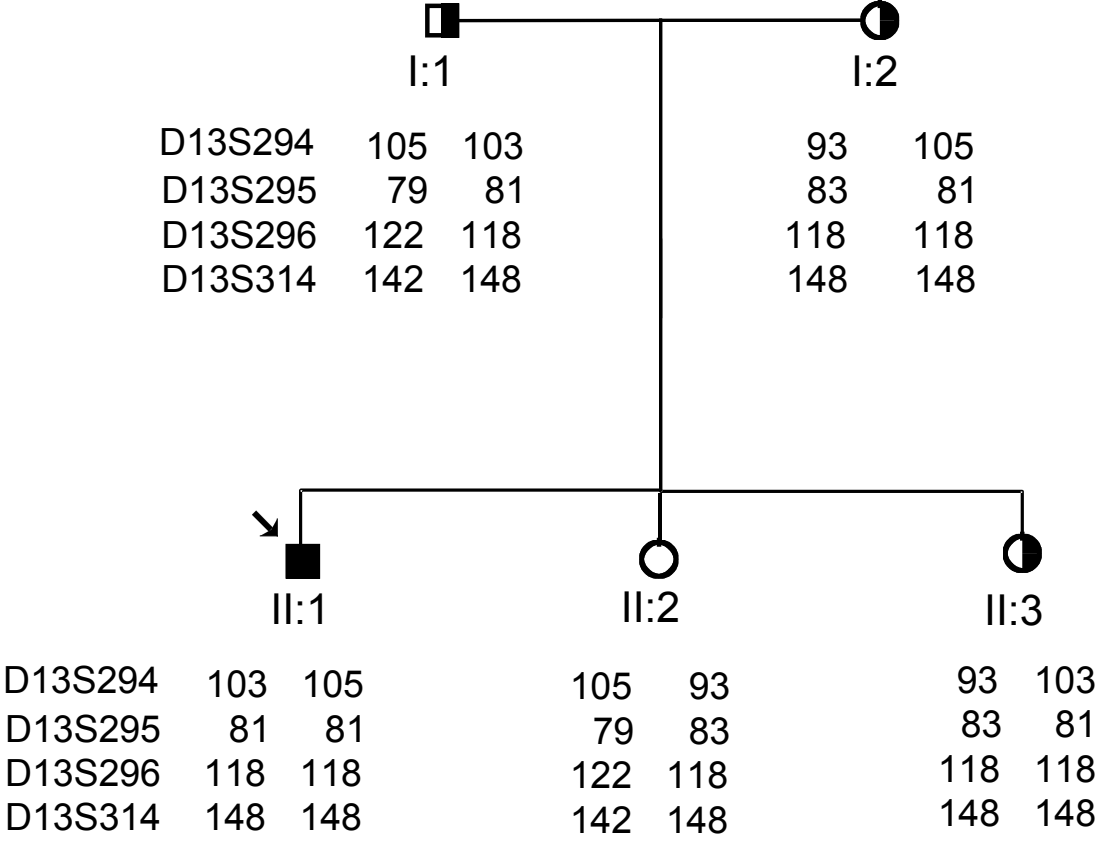 I:1 I:2
D13S294 105 103 93 105
D13S295 79 81 83 81
D13S296 122 118 118 118
D13S314 142 148 148 148
II:1 II:2 II:3
D13S294 103 105 105 93 93 103
D13S295 81 81 79 83 83 81
D13S296 118 118 122 118 118 118
D13S314 148 148 142 148 148 148